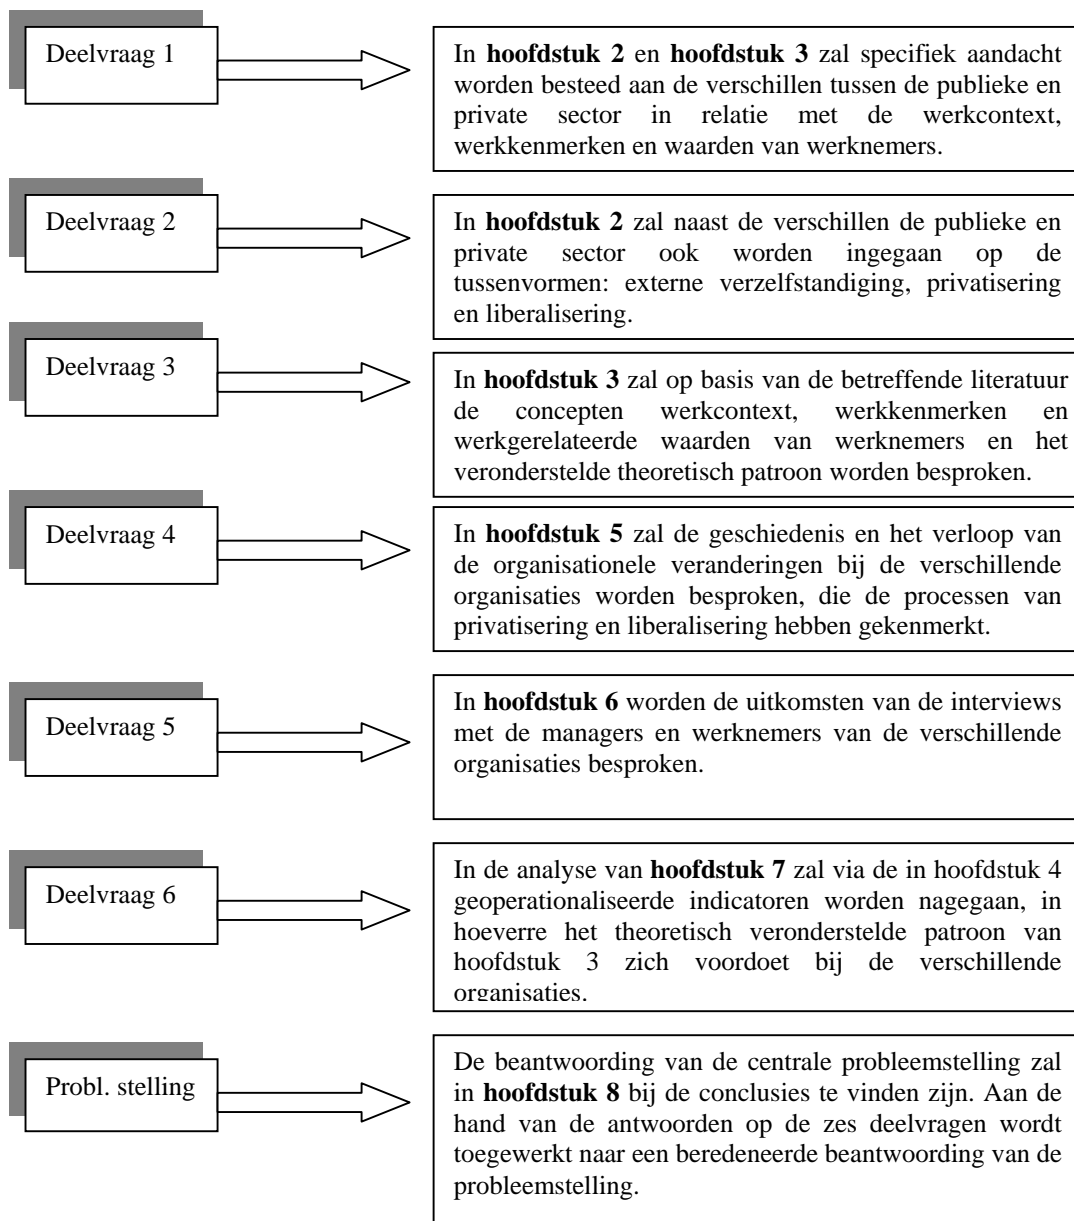 Deelvraag 1
In hoofdstuk 2 en hoofdstuk 3 zal specifiek aandacht
worden besteed aan de verschillen tussen de publieke en
private sector in relatie met de werkcontext,
werkkenmerken en waarden van werknemers.
Deelvraag 2
In hoofdstuk 2 zal naast de verschillen de publieke en
private sector ook worden ingegaan op de
tussenvormen: externe verzelfstandiging, privatisering
en liberalisering.
Deelvraag 3
In hoofdstuk 3 zal op basis van de betreffende literatuur
de concepten werkcontext, werkkenmerken en
werkgerelateerde waarden van werknemers en het
veronderstelde theoretisch patroon worden besproken.
Deelvraag 4
In hoofdstuk 5 zal de geschiedenis en het verloop van
de organisationele veranderingen bij de verschillende
organisaties worden besproken, die de processen van
privatisering en liberalisering hebben gekenmerkt.
Deelvraag 5
In hoofdstuk 6 worden de uitkomsten van de interviews
met de managers en werknemers van de verschillende
organisaties besproken.
Deelvraag 6
In de analyse van hoofdstuk 7 zal via de in hoofdstuk 4
geoperationaliseerde indicatoren worden nagegaan, in
hoeverre het theoretisch veronderstelde patroon van
hoofdstuk 3 zich voordoet bij de verschillende
organisaties.
Probl. stelling
De beantwoording van de centrale probleemstelling zal
in hoofdstuk 8 bij de conclusies te vinden zijn. Aan de
hand van de antwoorden op de zes deelvragen wordt
toegewerkt naar een beredeneerde beantwoording van de
probleemstelling.